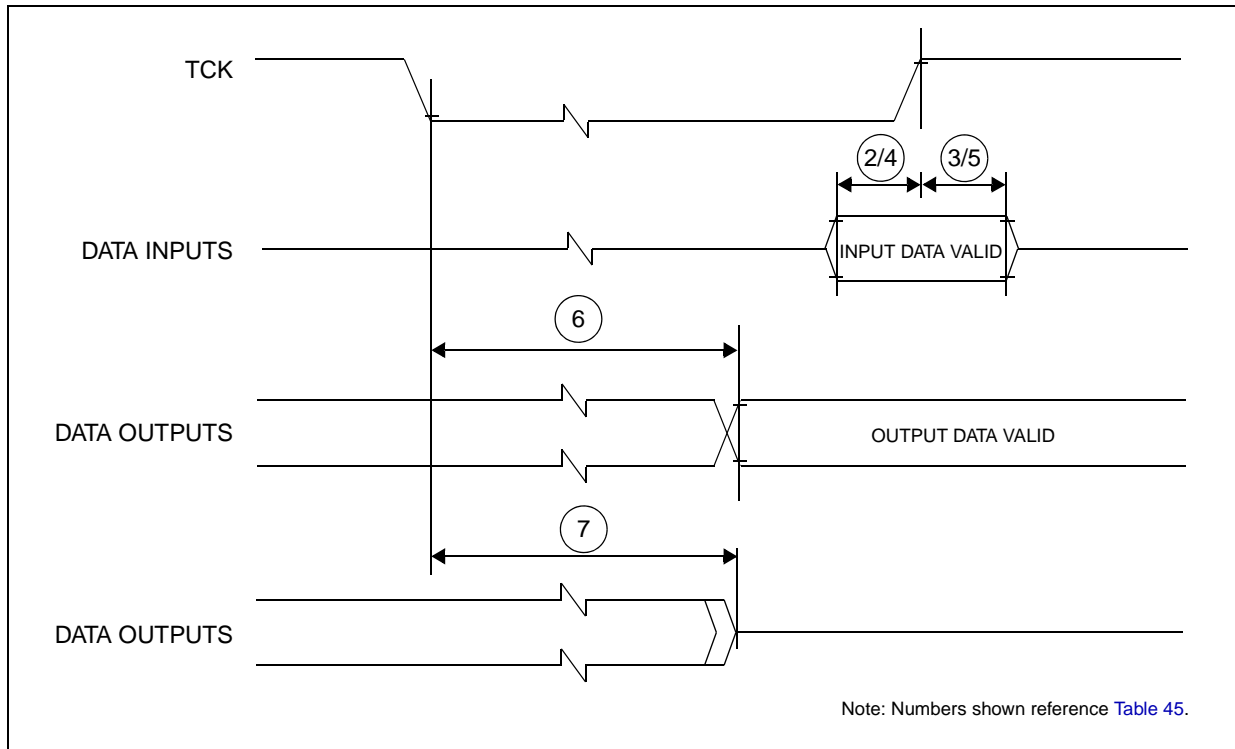 TCK
2/4
3/5
DATA INPUTS
INPUT DATA VALID
6
DATA OUTPUTS
OUTPUT DATA VALID
7
DATA OUTPUTS
Note: Numbers shown reference Table 45.